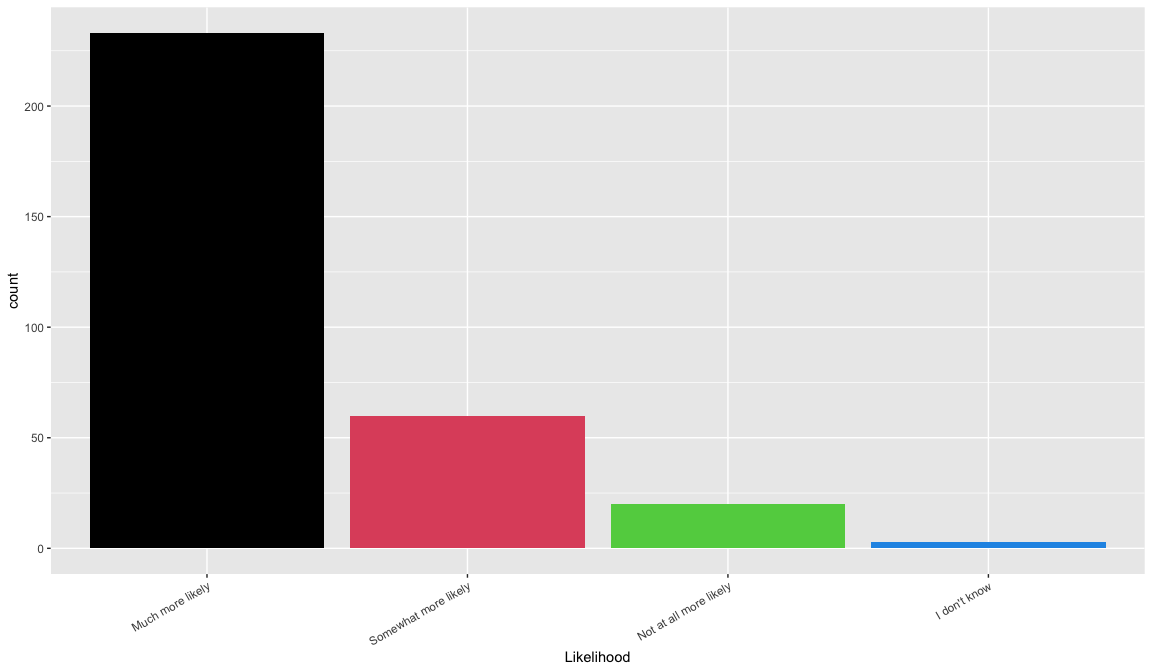 count
200
150
100
50
0
Much more likely
Somewhat more likely
Not at all more likely
I don't know
Likelihood